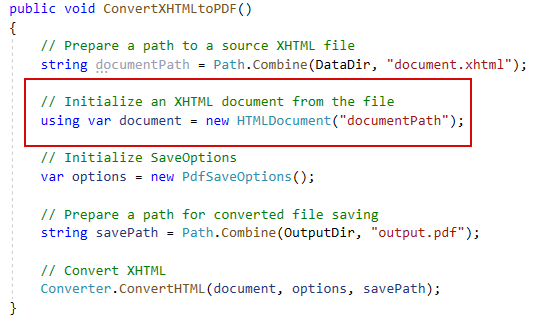 public void ConvertXHTMLtoPDF()
{
// Prepare a path to a source XHTML file
string documentPath = Path.Combine(DataDir, "document.xhtml");
// Initialize an XHTML document from the file
using var document = new HTMLDocument("documentPath");
// Initialize SaveOptions
var options = new PdfSaveOptions();
// Prepare a path for converted file saving
string savePath = Path.Combine(OutputDir, "output.pdf");
// Convert XHTML
Converter.ConvertHTML(document, options, savePath);
}